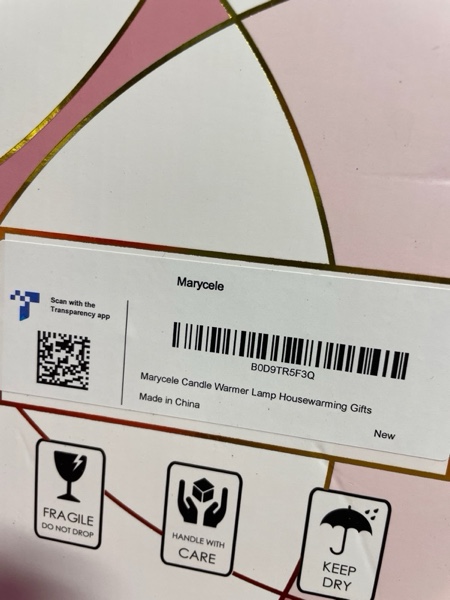 Marycele
Scan with the
Transparency app
B0D9TR5F3Q
Marycele Candle Warmer Lamp Housewarming Gifts
Made in China
New
FRAGILE
DO NOT DROP
HANDLE WITH
CARE
KEEP
DRY